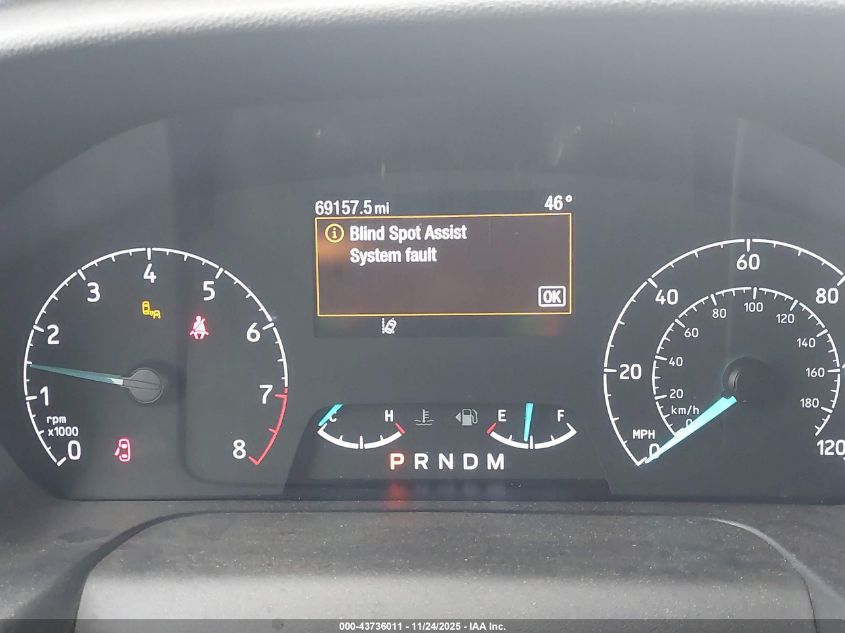 69157.5 mi 46°
Blind Spot Assist
System fault
OK
0 1 2 3 4 5 6 7 8
rpm
x1000
C H E F
P R N D M
0 20 40 60 80 120
MPH
0 20 40 60 80 100 120 140 160 180
km/h
000-43736011 - 11/24/2025 - IAA Inc.